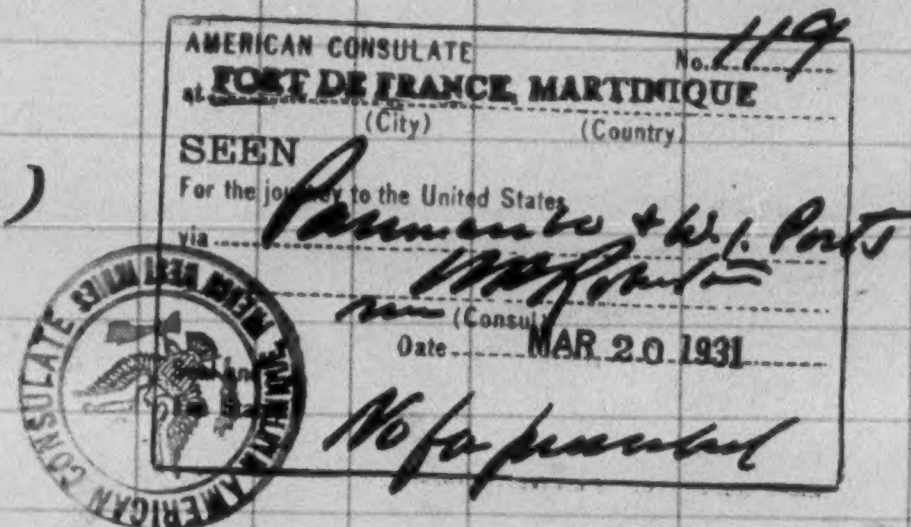 AMERICAN CONSULATE No. 119
at FORT DE FRANCE, MARTINIQUE
(City) (Country)
SEEN
For the journey to the United States
via Paramaribo & W.I. Ports
(Consul)
Date MAR 20 1931
No fee prescribed
AMERICAN CONSULATE